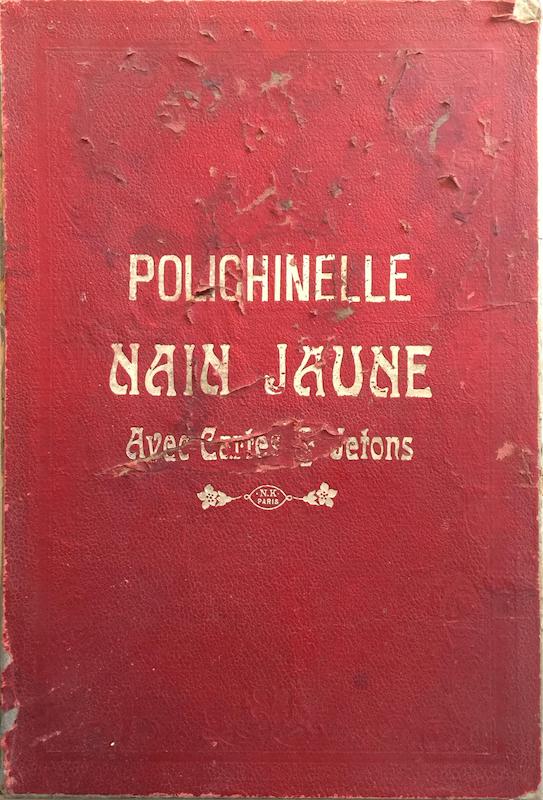 POLICHINELLE
NAIN JAUNE
Avec Cartes & Jetons
·N.K·
PARIS